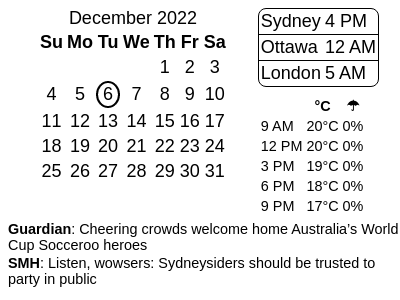 December 2022
Su Mo Tu We Th Fr Sa
1 2 3
4 5 6 7 8 9 10
11 12 13 14 15 16 17
18 19 20 21 22 23 24
25 26 27 28 29 30 31
Sydney 4 PM
Ottawa 12 AM
London 5 AM
°C ☂
9 AM 20°C 0%
12 PM 20°C 0%
3 PM 19°C 0%
6 PM 18°C 0%
9 PM 17°C 0%
Guardian: Cheering crowds welcome home Australia’s World
Cup Socceroo heroes
SMH: Listen, wowsers: Sydneysiders should be trusted to
party in public